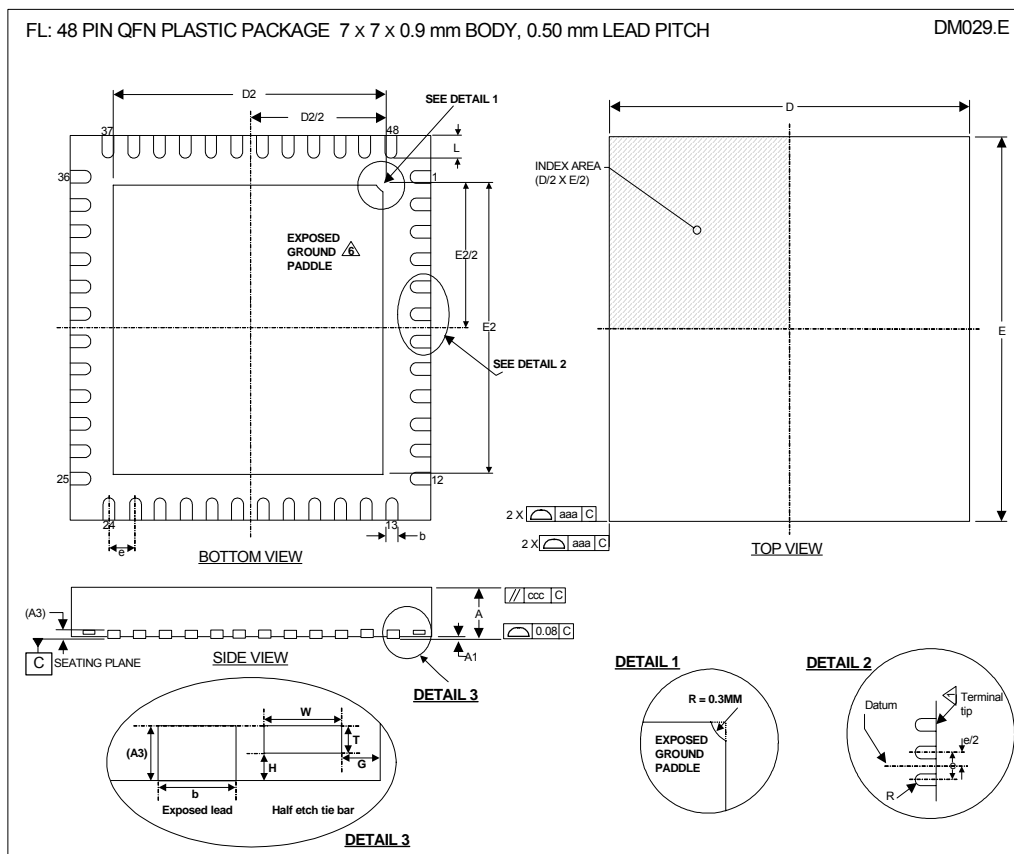 FL: 48 PIN QFN PLASTIC PACKAGE 7 x 7 x 0.9 mm BODY, 0.50 mm LEAD PITCH
DM029.E
D2
SEE DETAIL 1
D2/2
37
48
L
36
1
EXPOSED
GROUND
PADDLE
6
E2/2
E2
SEE DETAIL 2
25
12
24
13
e
b
BOTTOM VIEW
D
INDEX AREA
(D/2 X E/2)
E
2 X aaa C
2 X aaa C
TOP VIEW
(A3)
A
// ccc C
0.08 C
A1
C SEATING PLANE
SIDE VIEW
DETAIL 3
W
(A3)
T
H
G
b
Exposed lead
Half etch tie bar
DETAIL 3
DETAIL 1
R = 0.3MM
EXPOSED
GROUND
PADDLE
DETAIL 2
1
Terminal
tip
Datum
e/2
e
R